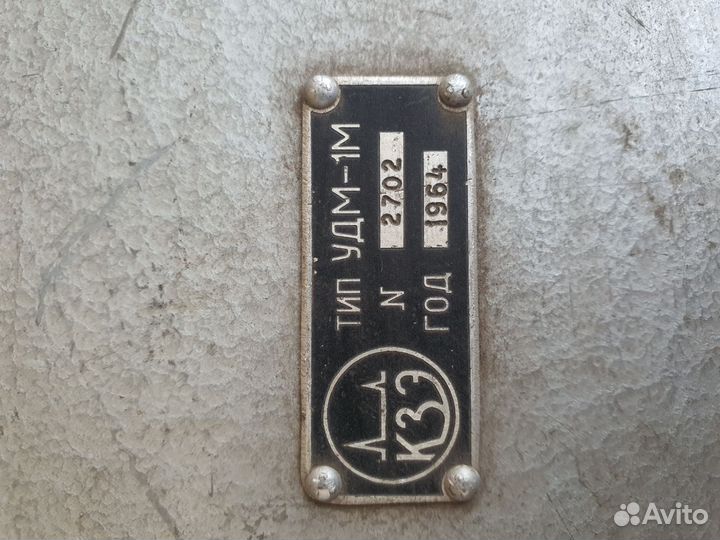 ТИП УДМ-1М
N 2702
ГОД 1964
КЗЭ
Avito